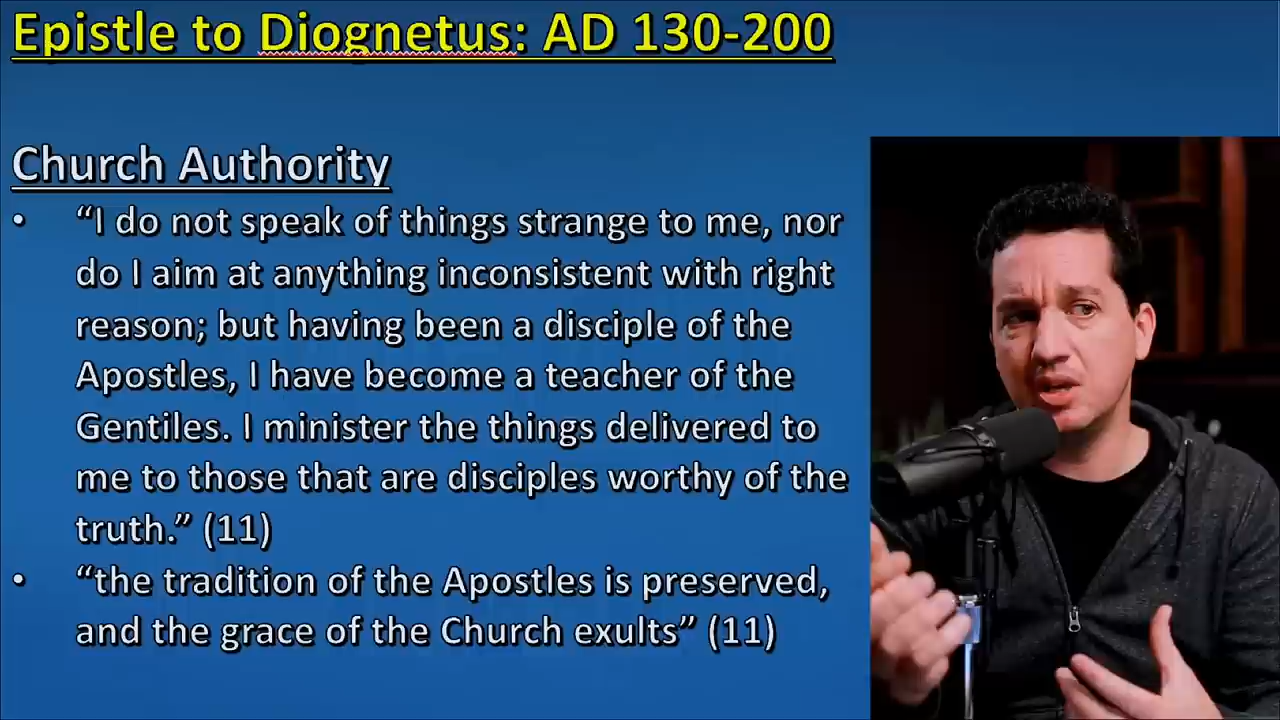 Epistle to Diognetus: AD 130-200
Church Authority
• “I do not speak of things strange to me, nor
do I aim at anything inconsistent with right
reason; but having been a disciple of the
Apostles, I have become a teacher of the
Gentiles. I minister the things delivered to
me to those that are disciples worthy of the
truth.” (11)
• “the tradition of the Apostles is preserved,
and the grace of the Church exults” (11)